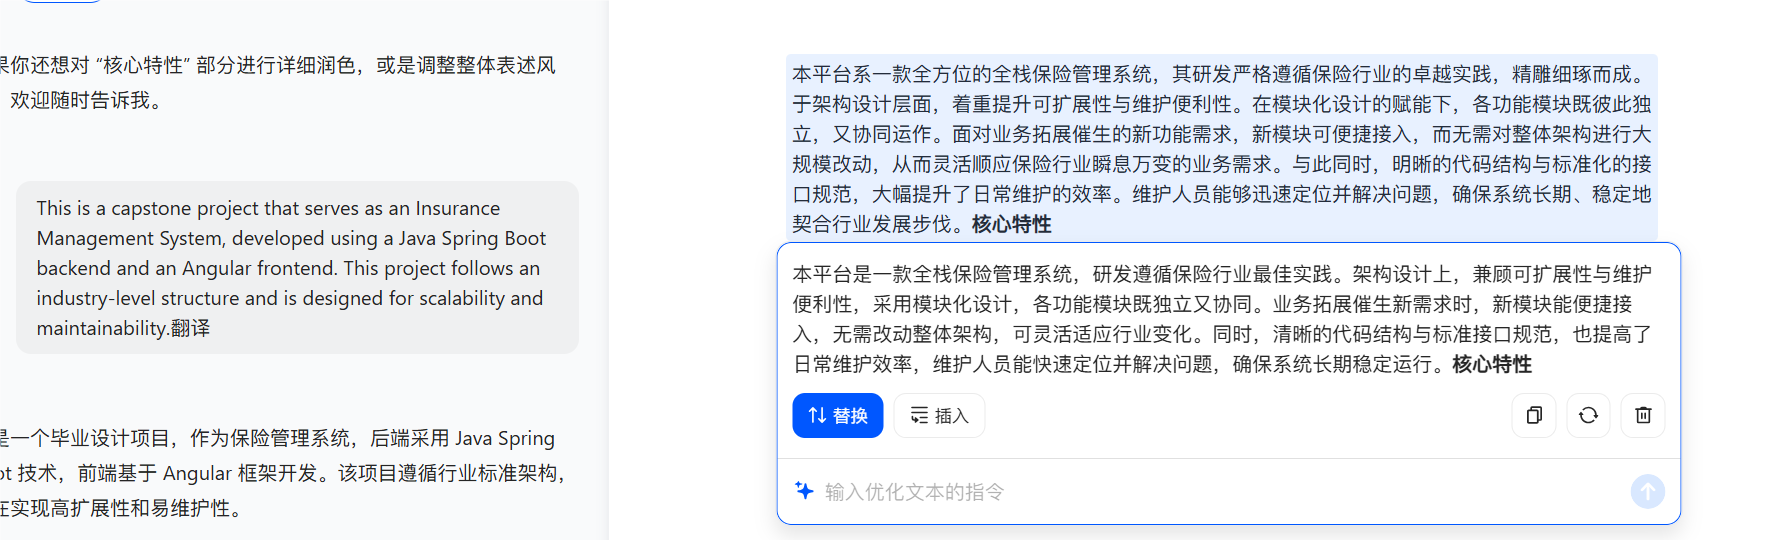 果你还想对 “核心特性” 部分进行详细润色，或是调整整体表述风
，欢迎随时告诉我。
This is a capstone project that serves as an Insurance
Management System, developed using a Java Spring Boot
backend and an Angular frontend. This project follows an
industry-level structure and is designed for scalability and
maintainability.翻译
是一个毕业设计项目，作为保险管理系统，后端采用 Java Spring
ot 技术，前端基于 Angular 框架开发。该项目遵循行业标准架构，
在实现高扩展性和易维护性。
本平台系一款全方位的全栈保险管理系统，其研发严格遵循保险行业的卓越实践，精雕细琢而成。
于架构设计层面，着重提升可扩展性与维护便利性。在模块化设计的赋能下，各功能模块既彼此独
立，又协同运作。面对业务拓展催生的新功能需求，新模块可便捷接入，而无需对整体架构进行大
规模改动，从而灵活顺应保险行业瞬息万变的业务需求。与此同时，明晰的代码结构与标准化的接
口规范，大幅提升了日常维护的效率。维护人员能够迅速定位并解决问题，确保系统长期、稳定地
契合行业发展步伐。核心特性
本平台是一款全栈保险管理系统，研发遵循保险行业最佳实践。架构设计上，兼顾可扩展性与维护
便利性，采用模块化设计，各功能模块既独立又协同。业务拓展催生新需求时，新模块能便捷接
入，无需改动整体架构，可灵活适应行业变化。同时，清晰的代码结构与标准接口规范，也提高了
日常维护效率，维护人员能快速定位并解决问题，确保系统长期稳定运行。核心特性
替换
插入
输入优化文本的指令